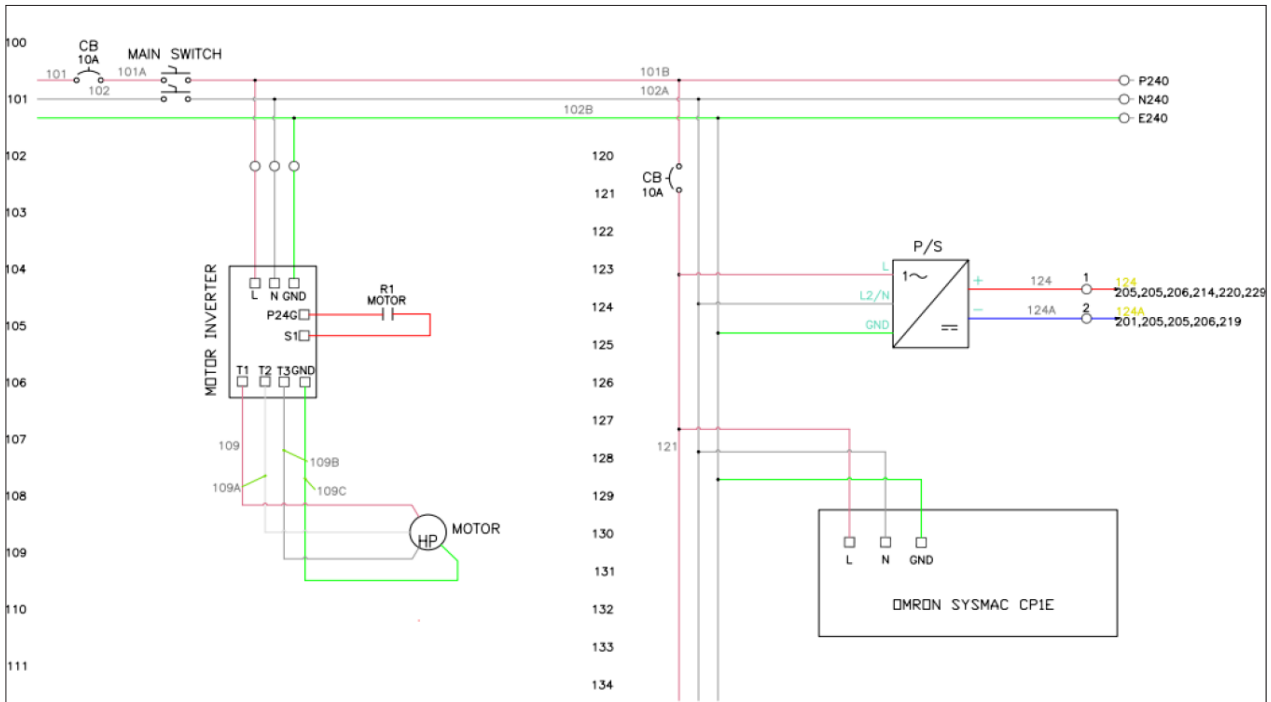 100
CB
10A
MAIN SWITCH
101
101A
101B
P240
101
102
102A
N240
102B
E240
102
120
CB
10A
121
103
122
P/S
104
123
L
1~
+
124
1
124
205,205,206,214,220,229
L
N
GND
R1
MOTOR
124
L2/N
P24G
MOTOR INVERTER
105
GND
−
124A
2
124A
201,205,205,206,219
S1
125
106
T1
T2
T3
GND
126
127
107
109
121
109B
128
109A
109C
108
129
MOTOR
HP
130
109
L
N
GND
131
110
OMRON SYSMAC CP1E
132
133
111
134